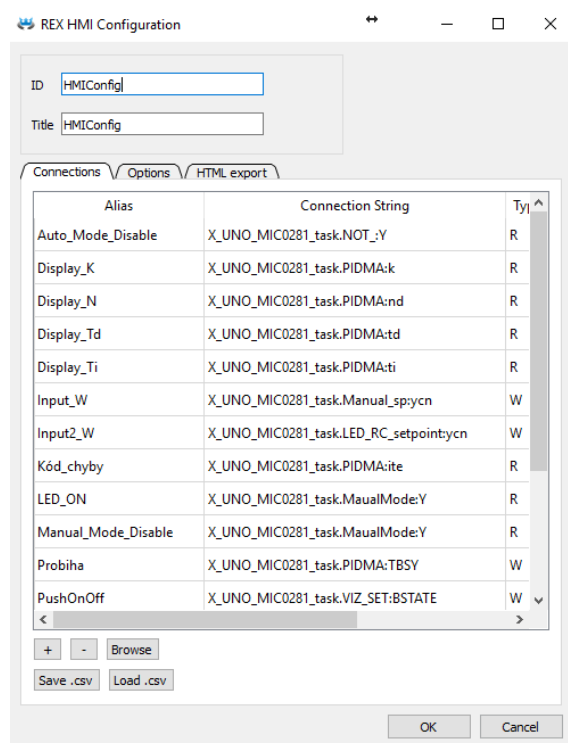 REX HMI Configuration
ID HMIConfig
Title HMIConfig
Connections Options HTML export
Alias Connection String Ty
Auto_Mode_Disable X_UNO_MIC0281_task.NOT_:Y R
Display_K X_UNO_MIC0281_task.PIDMA:k R
Display_N X_UNO_MIC0281_task.PIDMA:nd R
Display_Td X_UNO_MIC0281_task.PIDMA:td R
Display_Ti X_UNO_MIC0281_task.PIDMA:ti R
Input_W X_UNO_MIC0281_task.Manual_sp:ycn W
Input2_W X_UNO_MIC0281_task.LED_RC_setpoint:ycn W
Kód_chyby X_UNO_MIC0281_task.PIDMA:ite R
LED_ON X_UNO_MIC0281_task.MaualMode:Y R
Manual_Mode_Disable X_UNO_MIC0281_task.MaualMode:Y R
Probiha X_UNO_MIC0281_task.PIDMA:TBSY W
PushOnOff X_UNO_MIC0281_task.VIZ_SET:BSTATE W
+ - Browse
Save .csv Load .csv
OK Cancel